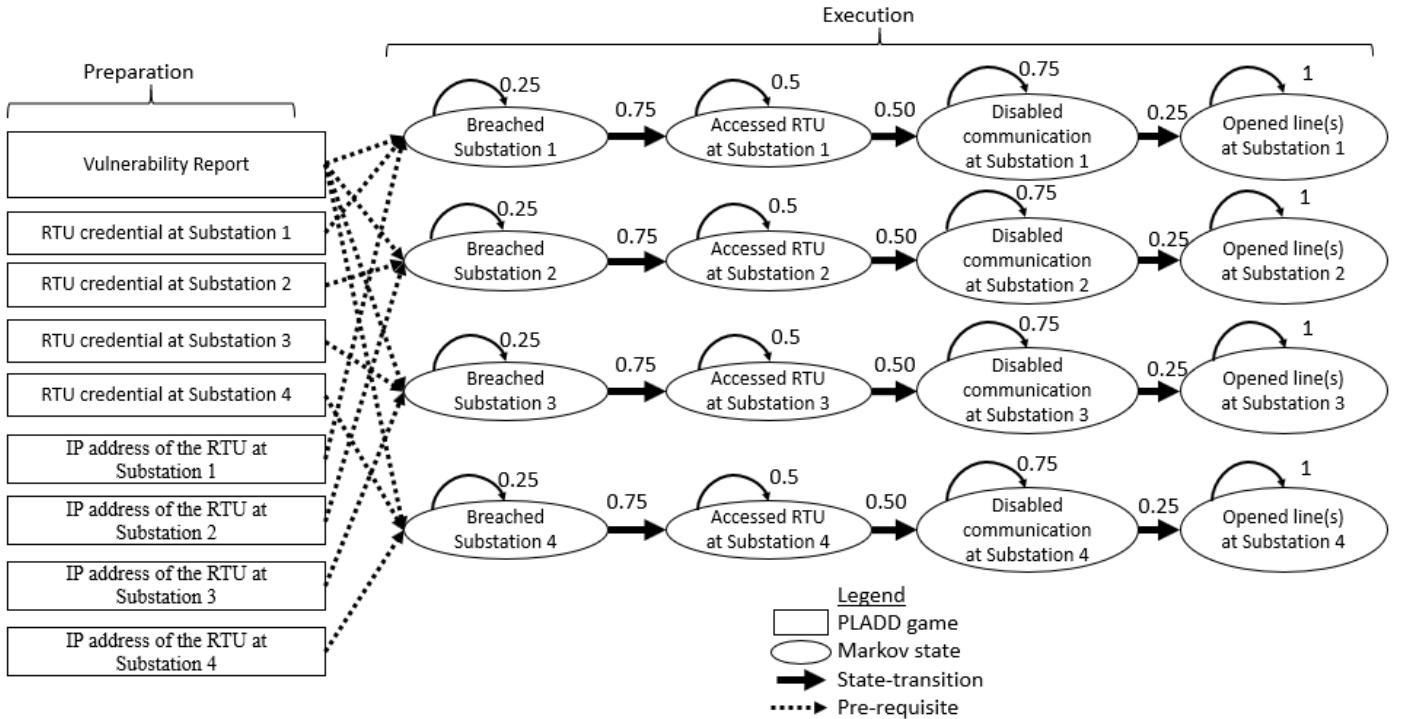 Execution
Preparation
Vulnerability Report
RTU credential at Substation 1
RTU credential at Substation 2
RTU credential at Substation 3
RTU credential at Substation 4
IP address of the RTU at
Substation 1
IP address of the RTU at
Substation 2
IP address of the RTU at
Substation 3
IP address of the RTU at
Substation 4
0.25
Breached
Substation 1
0.75
0.5
Accessed RTU
at Substation 1
0.50
0.75
Disabled
communication
at Substation 1
0.25
1
Opened line(s)
at Substation 1
0.25
Breached
Substation 2
0.75
0.5
Accessed RTU
at Substation 2
0.50
0.75
Disabled
communication
at Substation 2
0.25
1
Opened line(s)
at Substation 2
0.25
Breached
Substation 3
0.75
0.5
Accessed RTU
at Substation 3
0.50
0.75
Disabled
communication
at Substation 3
0.25
1
Opened line(s)
at Substation 3
0.25
Breached
Substation 4
0.75
0.5
Accessed RTU
at Substation 4
0.50
0.75
Disabled
communication
at Substation 4
0.25
1
Opened line(s)
at Substation 4
Legend
PLADD game
Markov state
State-transition
Pre-requisite